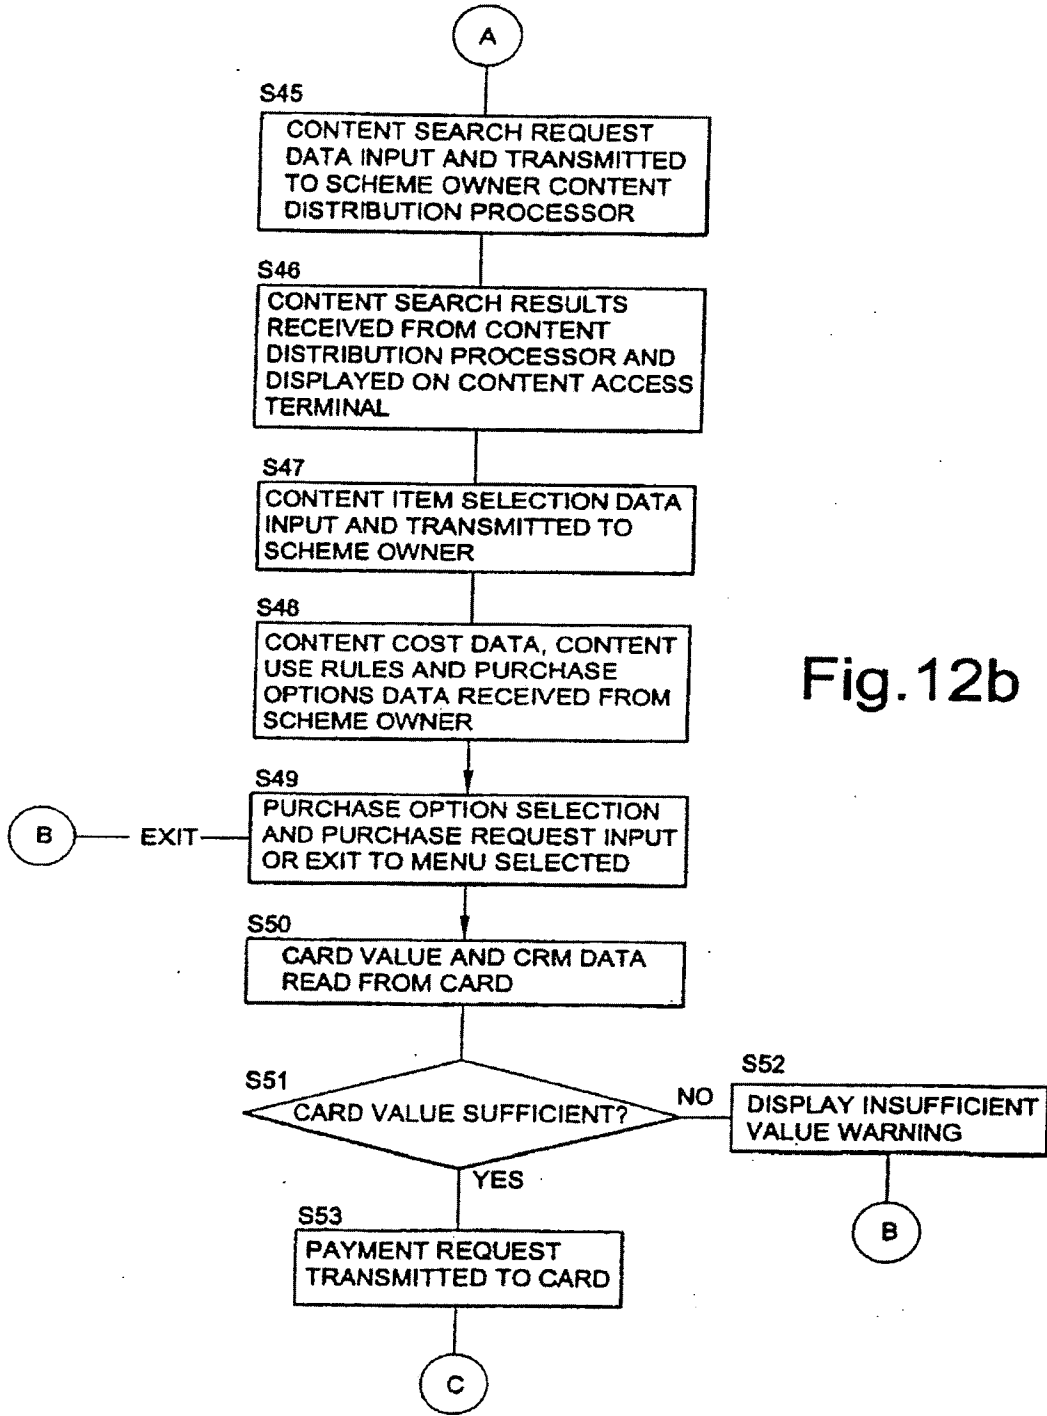 A
S45
CONTENT SEARCH REQUEST
DATA INPUT AND TRANSMITTED
TO SCHEME OWNER CONTENT
DISTRIBUTION PROCESSOR
S46
CONTENT SEARCH RESULTS
RECEIVED FROM CONTENT
DISTRIBUTION PROCESSOR AND
DISPLAYED ON CONTENT ACCESS
TERMINAL
S47
CONTENT ITEM SELECTION DATA
INPUT AND TRANSMITTED TO
SCHEME OWNER
S48
CONTENT COST DATA, CONTENT
USE RULES AND PURCHASE
OPTIONS DATA RECEIVED FROM
SCHEME OWNER
Fig.12b
S49
PURCHASE OPTION SELECTION
AND PURCHASE REQUEST INPUT
OR EXIT TO MENU SELECTED
B
EXIT
S50
CARD VALUE AND CRM DATA
READ FROM CARD
S51
CARD VALUE SUFFICIENT?
NO
S52
DISPLAY INSUFFICIENT
VALUE WARNING
B
YES
S53
PAYMENT REQUEST
TRANSMITTED TO CARD
C